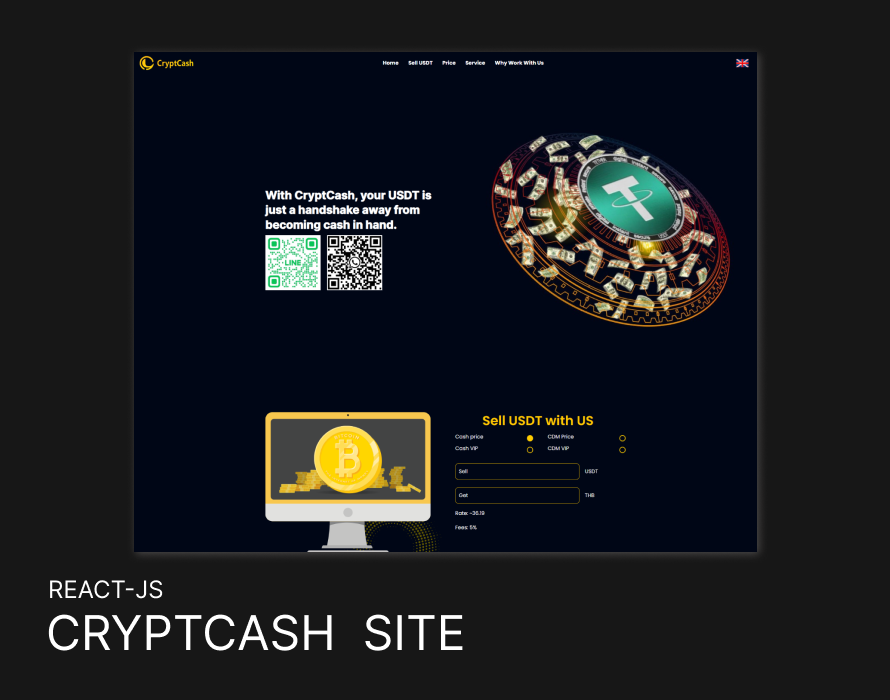 CryptCash
Home Sell USDT Price Service Why Work With Us
With CryptCash, your USDT is
just a handshake away from
becoming cash in hand.
LINE
Sell USDT with US
Cash price CDM Price
Cash VIP CDM VIP
Sell USDT
Get THB
Rate: ~36.19
Fees: 5%
REACT-JS
CRYPTCASH SITE